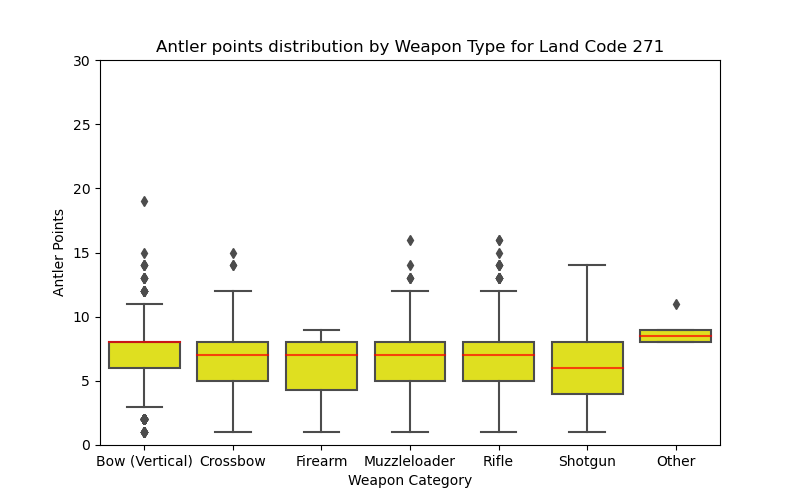 Antler points distribution by Weapon Type for Land Code 271
30
25
20
15
10
5
0
Antler Points
Bow (Vertical) Crossbow Firearm Muzzleloader Rifle Shotgun Other
Weapon Category